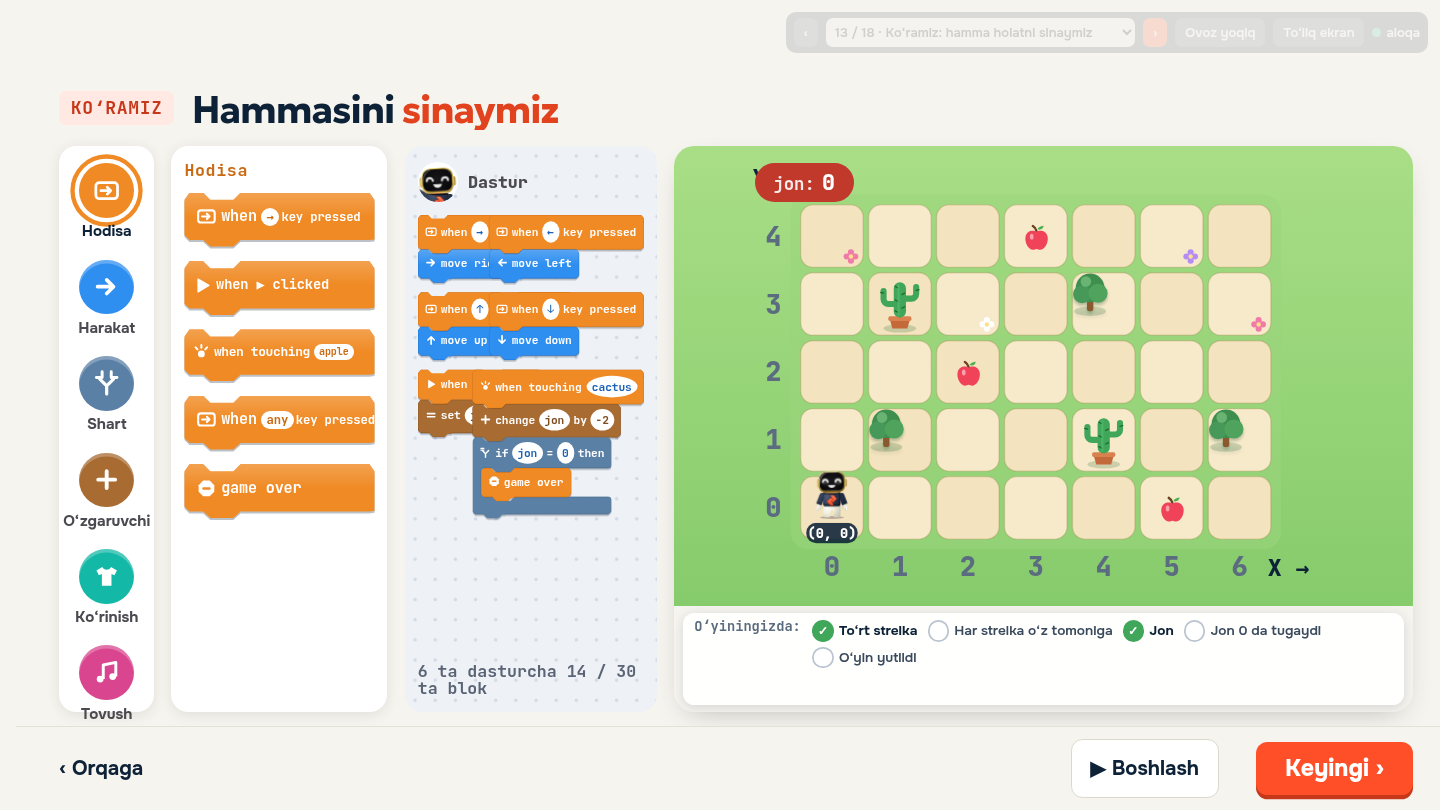 13 / 18 · Ko‘ramiz: hamma holatni sinaymiz
Ovoz yoqiq
To‘liq ekran
aloqa
KO‘RAMIZ
Hammasini sinaymiz
Hodisa
Harakat
Shart
O‘zgaruvchi
Ko‘rinish
Tovush
Hodisa
when → key pressed
when ▶ clicked
when touching apple
when any key pressed
game over
Dastur
when →
when ← key pressed
move
move left
when ↑
when ↓ key pressed
move up
move down
when
when touching cactus
= set
+ change jon by -2
if jon = 0 then
game over
6 ta dasturcha 14 / 30
ta blok
jon: 0
4
3
2
1
0
(0, 0)
0 1 2 3 4 5 6 X →
O‘yiningizda:
To‘rt strelka
Har strelka o‘z tomoniga
Jon
Jon 0 da tugaydi
O‘yin yutildi
‹ Orqaga
▶ Boshlash
Keyingi ›